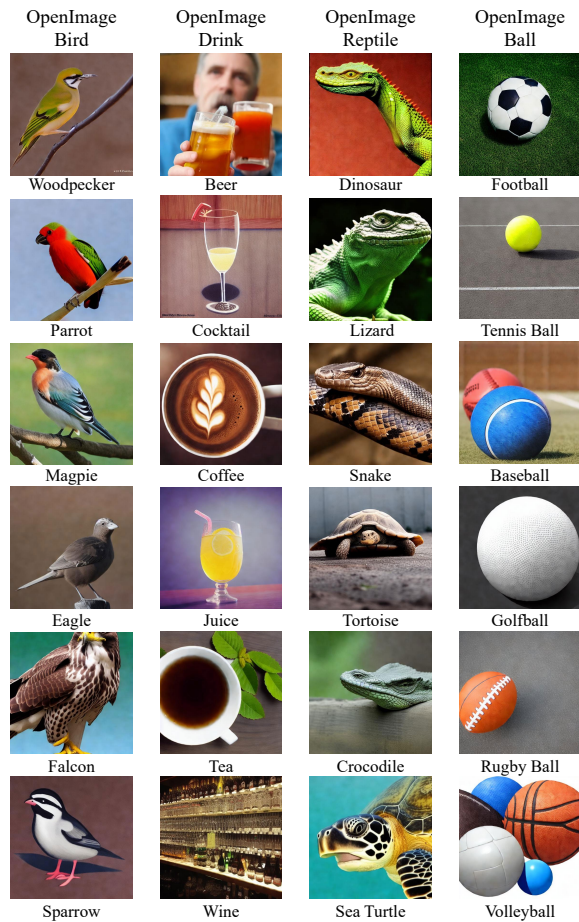 OpenImage OpenImage OpenImage OpenImage
Bird Drink Reptile Ball
Woodpecker Beer Dinosaur Football
Parrot Cocktail Lizard Tennis Ball
Magpie Coffee Snake Baseball
Eagle Juice Tortoise Golfball
Falcon Tea Crocodile Rugby Ball
Sparrow Wine Sea Turtle Volleyball